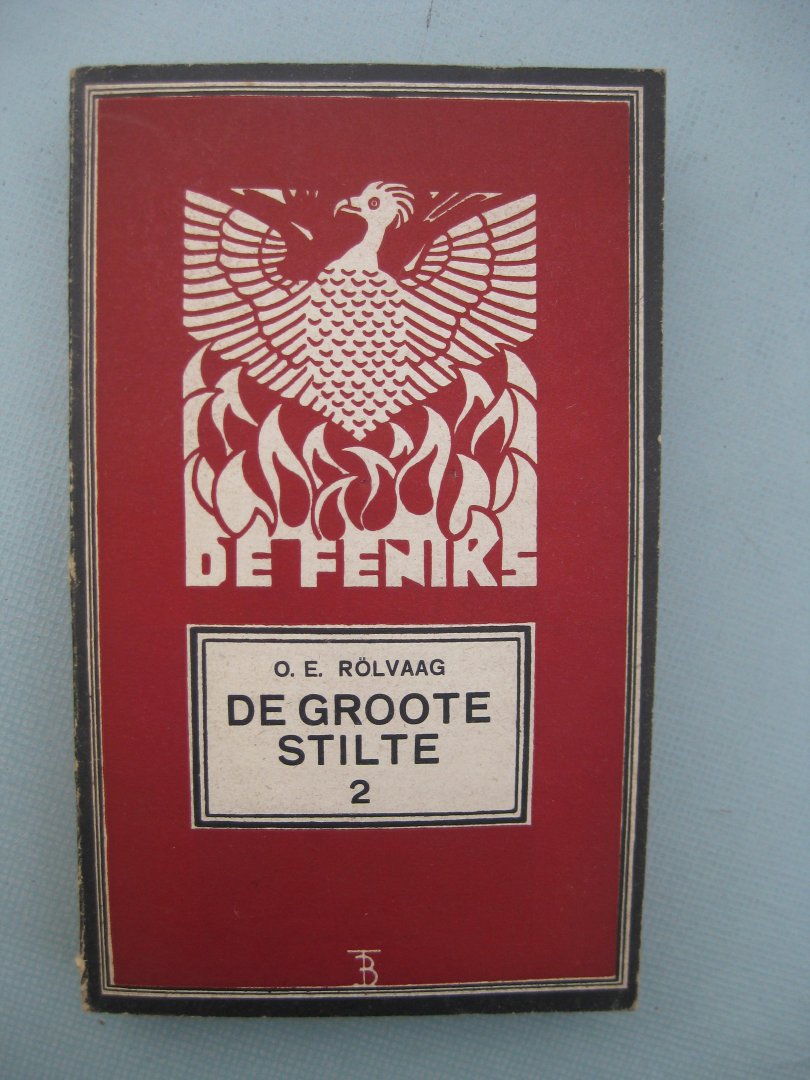 DE FENIKS
O. E. RÖLVAAG
DE GROOTE
STILTE
2